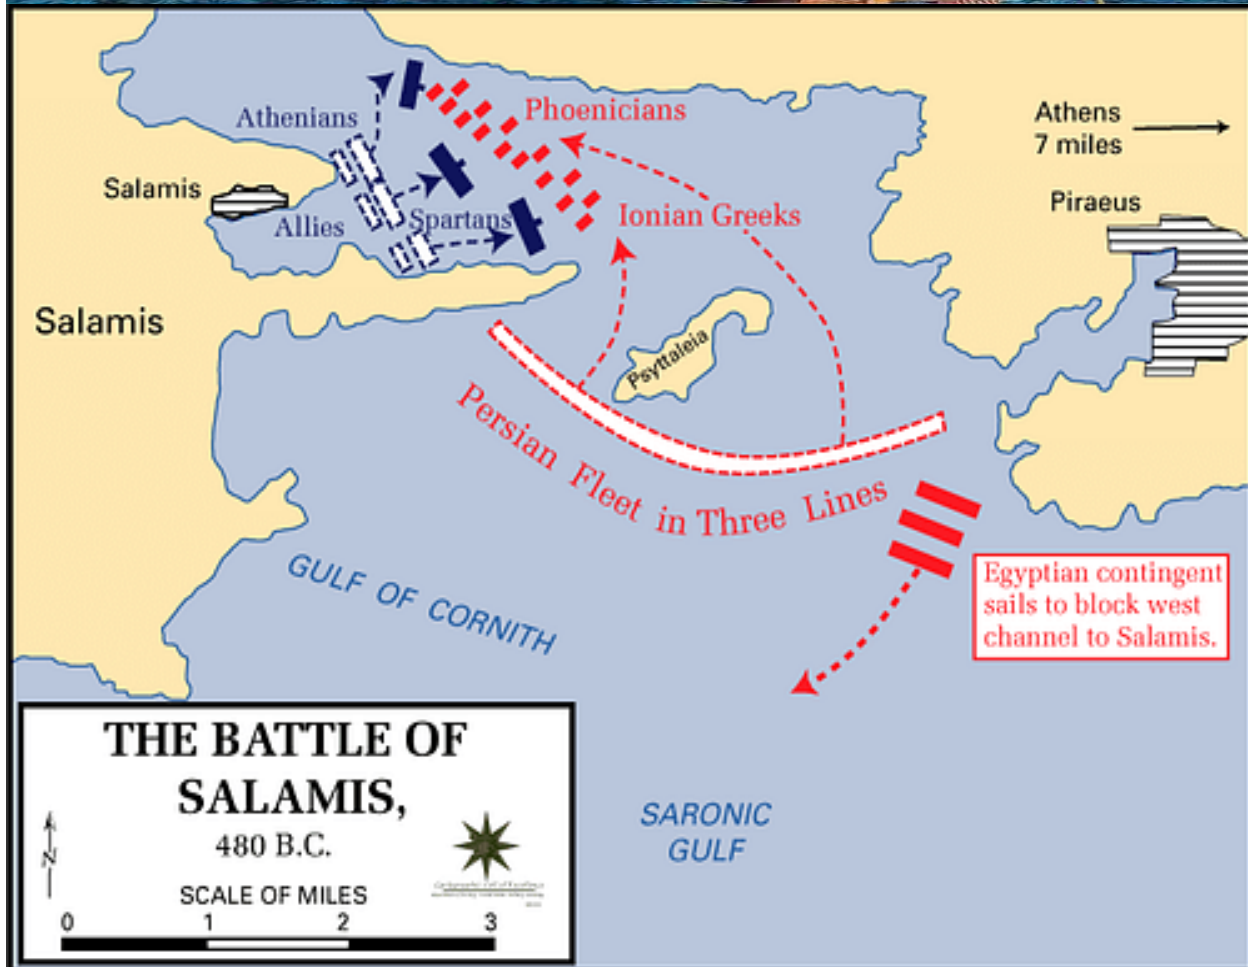 Athenians
Phoenicians
Athens
7 miles
Salamis
Piraeus
Allies
Spartans
Ionian Greeks
Salamis
Psyttaleia
Persian Fleet in Three Lines
Egyptian contingent
sails to block west
channel to Salamis.
GULF OF CORNITH
THE BATTLE OF
SALAMIS,
480 B.C.
N
SCALE OF MILES
0 1 2 3
SARONIC
GULF